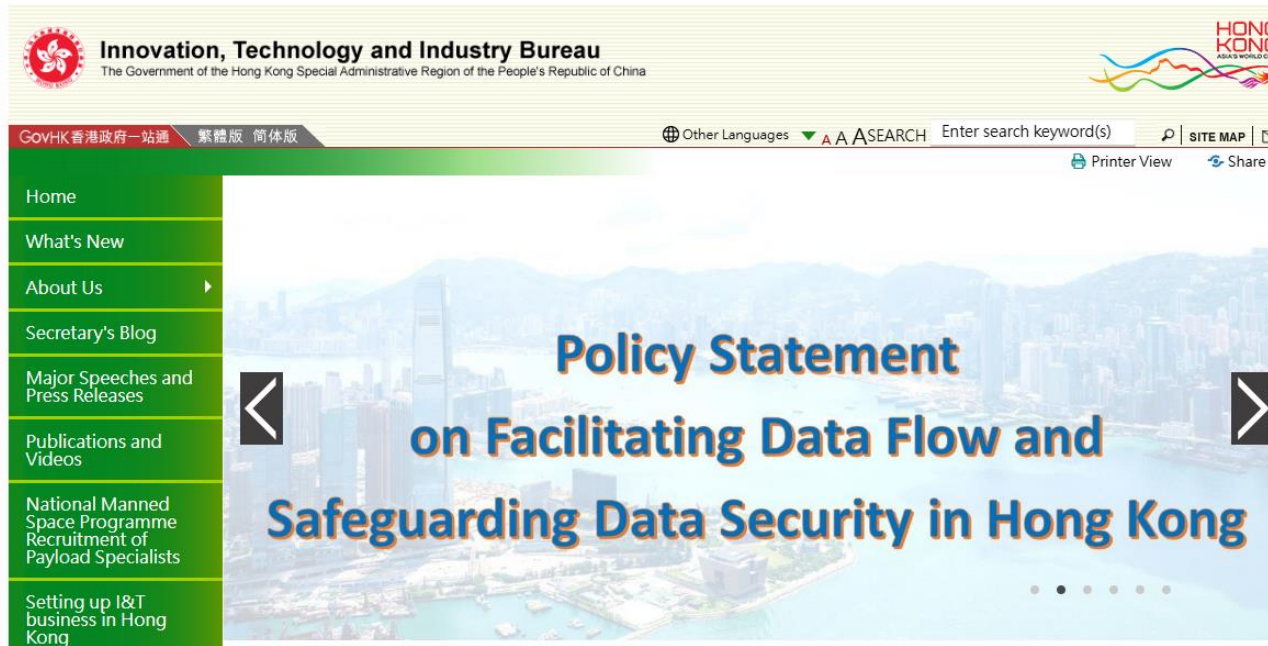 Innovation, Technology and Industry Bureau
The Government of the Hong Kong Special Administrative Region of the People's Republic of China
HONG
KONG
ASIA'S WORLD
GOVHK香港政府一站通 繁體版 简体版
Other Languages A A A SEARCH Enter search keyword(s) SITE MAP
Printer View Share
Home
What's New
About Us
Secretary's Blog
Major Speeches and
Press Releases
Publications and
Videos
National Manned
Space Programme
Recruitment of
Payload Specialists
Setting up I&T
business in Hong
Kong
Policy Statement
on Facilitating Data Flow and
Safeguarding Data Security in Hong Kong